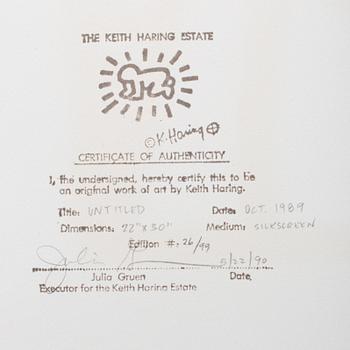 THE KEITH HARING ESTATE
© K. Haring ⊕
CERTIFICATE OF AUTHENTICITY
I, the undersigned, hereby certify this to be
an original work of art by Keith Haring.
Title: UNTITLED Date: OCT. 1989
Dimensions: 22" X 30" Medium: SILKSCREEN
Edition #: 26/99
Julia Gruen 5/22/90
Julia Gruen Date,
Executor for the Keith Haring Estate